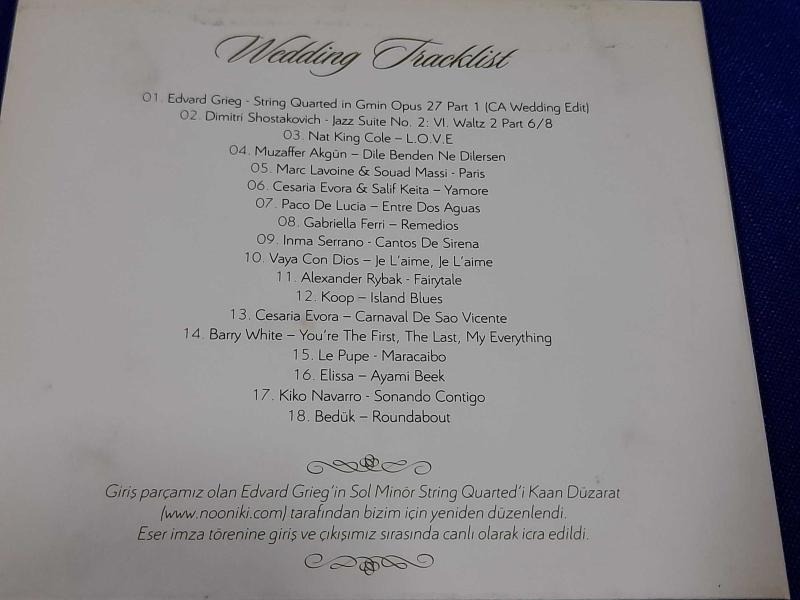 Wedding Tracklist
01. Edvard Grieg - String Quarted in Gmin Opus 27 Part 1 (CA Wedding Edit)
02. Dimitri Shostakovich - Jazz Suite No. 2: VI. Waltz 2 Part 6/8
03. Nat King Cole – L.O.V.E
04. Muzaffer Akgün – Dile Benden Ne Dilersen
05. Marc Lavoine & Souad Massi - Paris
06. Cesaria Evora & Salif Keita – Yamore
07. Paco De Lucia – Entre Dos Aguas
08. Gabriella Ferri – Remedios
09. Inma Serrano - Cantos De Sirena
10. Vaya Con Dios – Je L'aime, Je L'aime
11. Alexander Rybak - Fairytale
12. Koop – Island Blues
13. Cesaria Evora – Carnaval De Sao Vicente
14. Barry White – You're The First, The Last, My Everything
15. Le Pupe - Maracaibo
16. Elissa – Ayami Beek
17. Kiko Navarro - Sonando Contigo
18. Bedük – Roundabout
Giriş parçamız olan Edvard Grieg'in Sol Minör String Quarted'i Kaan Düzarat
(www.nooniki.com) tarafından bizim için yeniden düzenlendi.
Eser imza törenine giriş ve çıkışımız sırasında canlı olarak icra edildi.